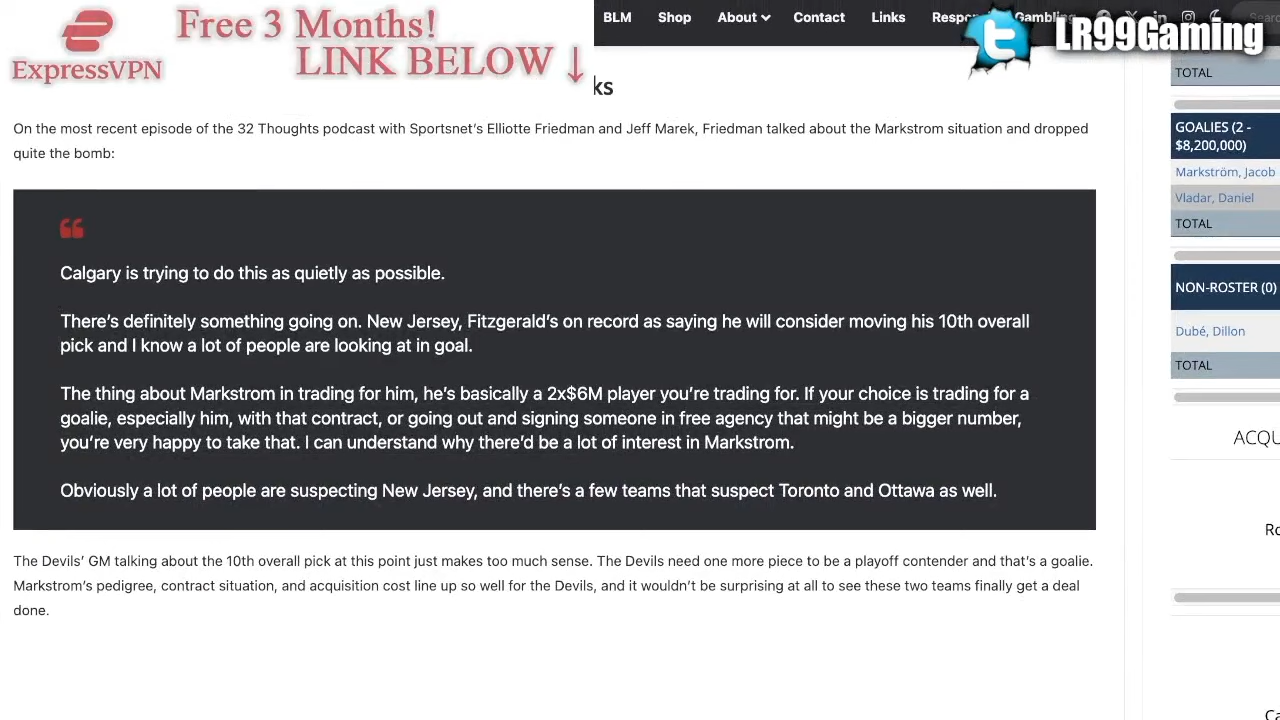 ExpressVPN
Free 3 Months!
LINK BELOW ↓
BLM Shop About Contact Links Gambling
LR99Gaming
ks
On the most recent episode of the 32 Thoughts podcast with Sportsnet's Elliotte Friedman and Jeff Marek, Friedman talked about the Markstrom situation and dropped
quite the bomb:
Calgary is trying to do this as quietly as possible.
There's definitely something going on. New Jersey, Fitzgerald's on record as saying he will consider moving his 10th overall
pick and I know a lot of people are looking at in goal.
The thing about Markstrom in trading for him, he's basically a 2x$6M player you're trading for. If your choice is trading for a
goalie, especially him, with that contract, or going out and signing someone in free agency that might be a bigger number,
you're very happy to take that. I can understand why there'd be a lot of interest in Markstrom.
Obviously a lot of people are suspecting New Jersey, and there's a few teams that suspect Toronto and Ottawa as well.
The Devils' GM talking about the 10th overall pick at this point just makes too much sense. The Devils need one more piece to be a playoff contender and that's a goalie.
Markstrom's pedigree, contract situation, and acquisition cost line up so well for the Devils, and it wouldn't be surprising at all to see these two teams finally get a deal
done.
TOTAL
GOALIES (2 -
$8,200,000)
Markström, Jacob
Vladar, Daniel
TOTAL
NON-ROSTER (0)
Dubé, Dillon
TOTAL
ACQU
Ro
Ca